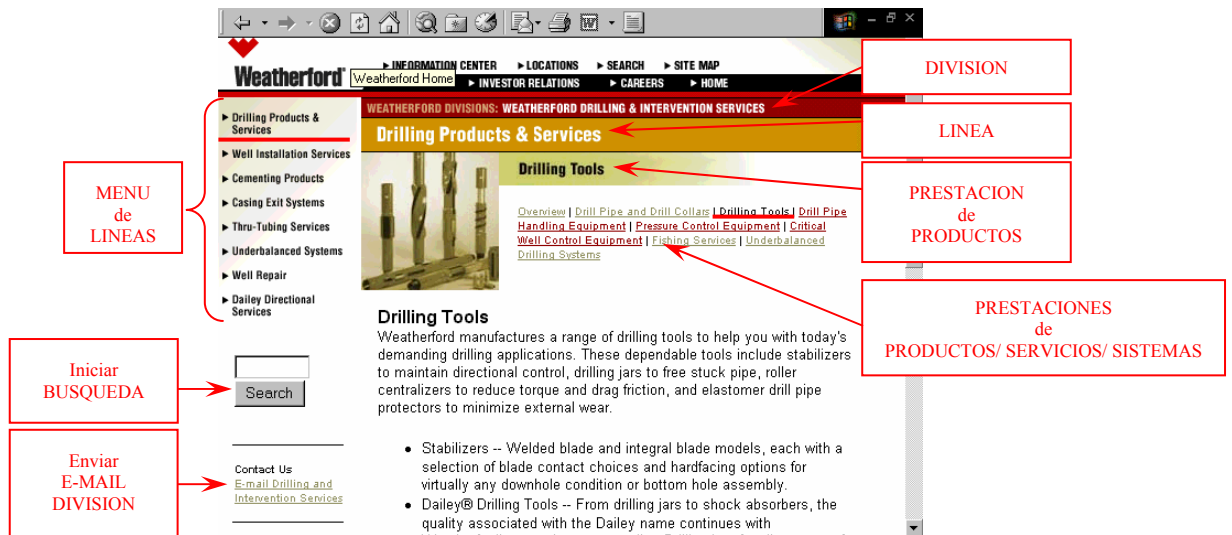 ► INFORMATION CENTER ► LOCATIONS ► SEARCH ► SITE MAP
Weatherford
Weatherford Home
► INVESTOR RELATIONS ► CAREERS ► HOME
WEATHERFORD DIVISIONS: WEATHERFORD DRILLING & INTERVENTION SERVICES
Drilling Products & Services
Drilling Tools
► Drilling Products &
Services
► Well Installation Services
► Cementing Products
► Casing Exit Systems
► Thru-Tubing Services
► Underbalanced Systems
► Well Repair
► Dailey Directional
Services
Overview | Drill Pipe and Drill Collars | Drilling Tools | Drill Pipe
Handling Equipment | Pressure Control Equipment | Critical
Well Control Equipment | Fishing Services | Underbalanced
Drilling Systems
Drilling Tools
Weatherford manufactures a range of drilling tools to help you with today's
demanding drilling applications. These dependable tools include stabilizers
to maintain directional control, drilling jars to free stuck pipe, roller
centralizers to reduce torque and drag friction, and elastomer drill pipe
protectors to minimize external wear.
• Stabilizers -- Welded blade and integral blade models, each with a
selection of blade contact choices and hardfacing options for
virtually any downhole condition or bottom hole assembly.
• Dailey® Drilling Tools -- From drilling jars to shock absorbers, the
quality associated with the Dailey name continues with
Search
Contact Us
E-mail Drilling and
Intervention Services
MENU
de
LINEAS
Iniciar
BUSQUEDA
Enviar
E-MAIL
DIVISION
DIVISION
LINEA
PRESTACION
de
PRODUCTOS
PRESTACIONES
de
PRODUCTOS/ SERVICIOS/ SISTEMAS